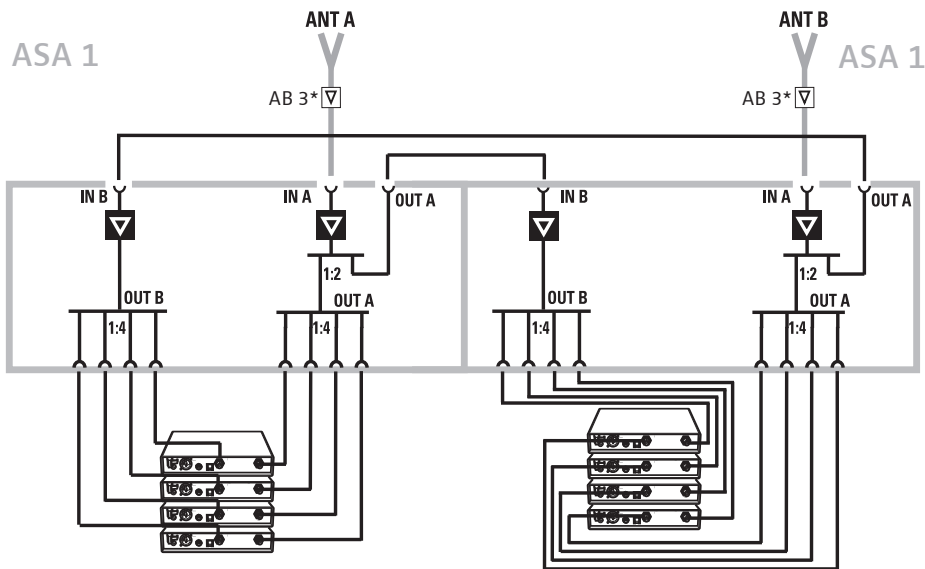 ANT A
ANT B
ASA 1
ASA 1
AB 3*
AB 3*
IN B
IN A
OUT A
IN B
IN A
OUT A
1:2
1:2
OUT B
OUT A
OUT B
OUT A
1:4
1:4
1:4
1:4